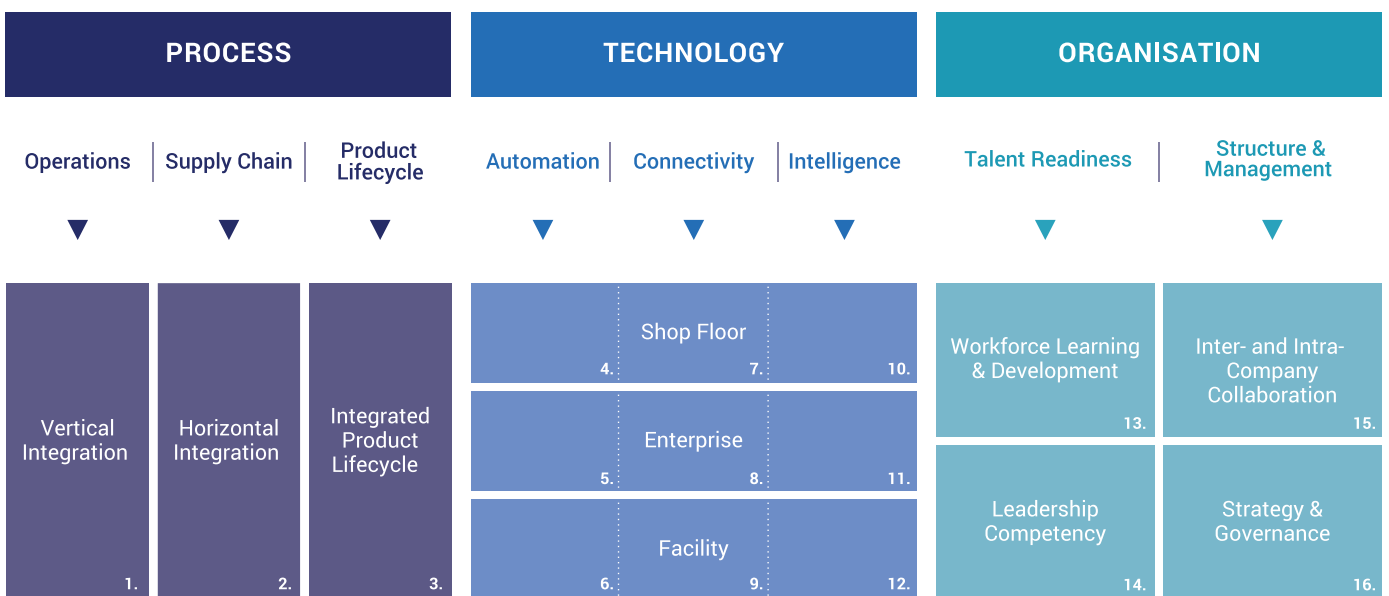 PROCESS
TECHNOLOGY
ORGANISATION
Operations
Supply Chain
Product
Lifecycle
Automation
Connectivity
Intelligence
Talent Readiness
Structure &
Management
Vertical
Integration
1.
Horizontal
Integration
2.
Integrated
Product
Lifecycle
3.
Shop Floor
4.
7.
10.
Enterprise
5.
8.
11.
Facility
6.
9.
12.
Workforce Learning
& Development
13.
Inter- and Intra-
Company
Collaboration
15.
Leadership
Competency
14.
Strategy &
Governance
16.